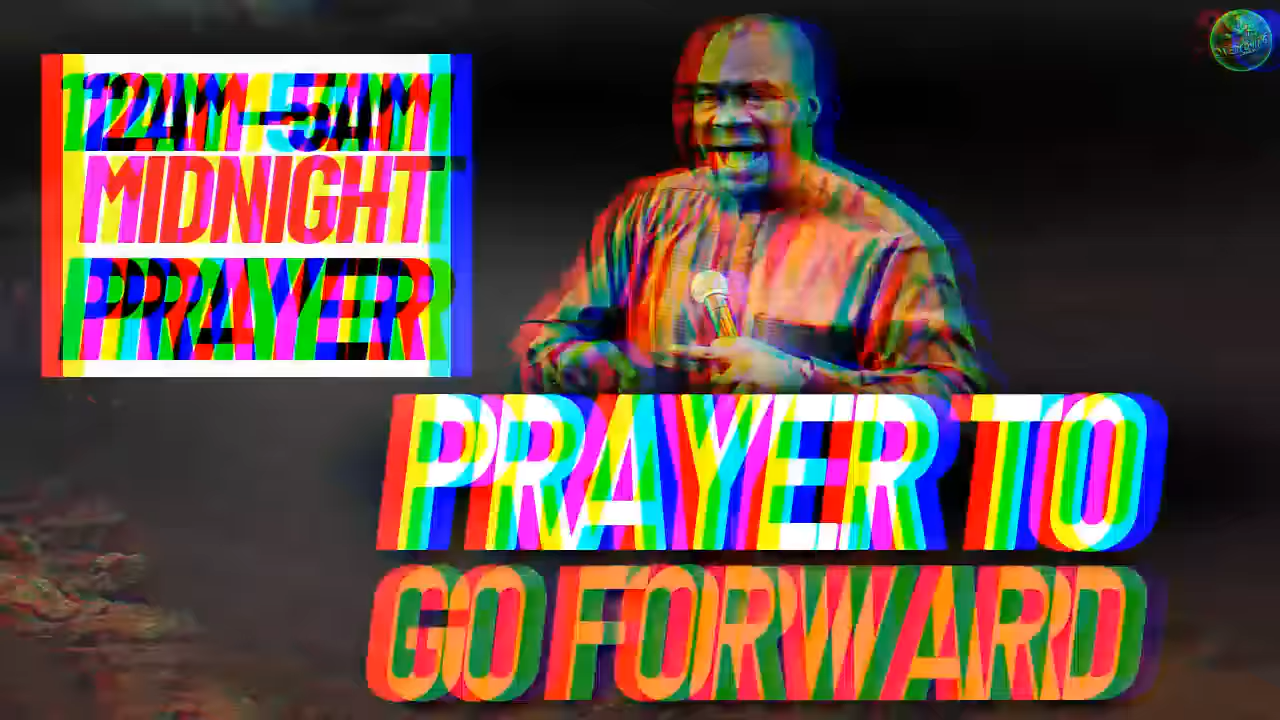 12AM-5AM
MIDNIGHT
PRAYER
PRAYER TO
GO FORWARD